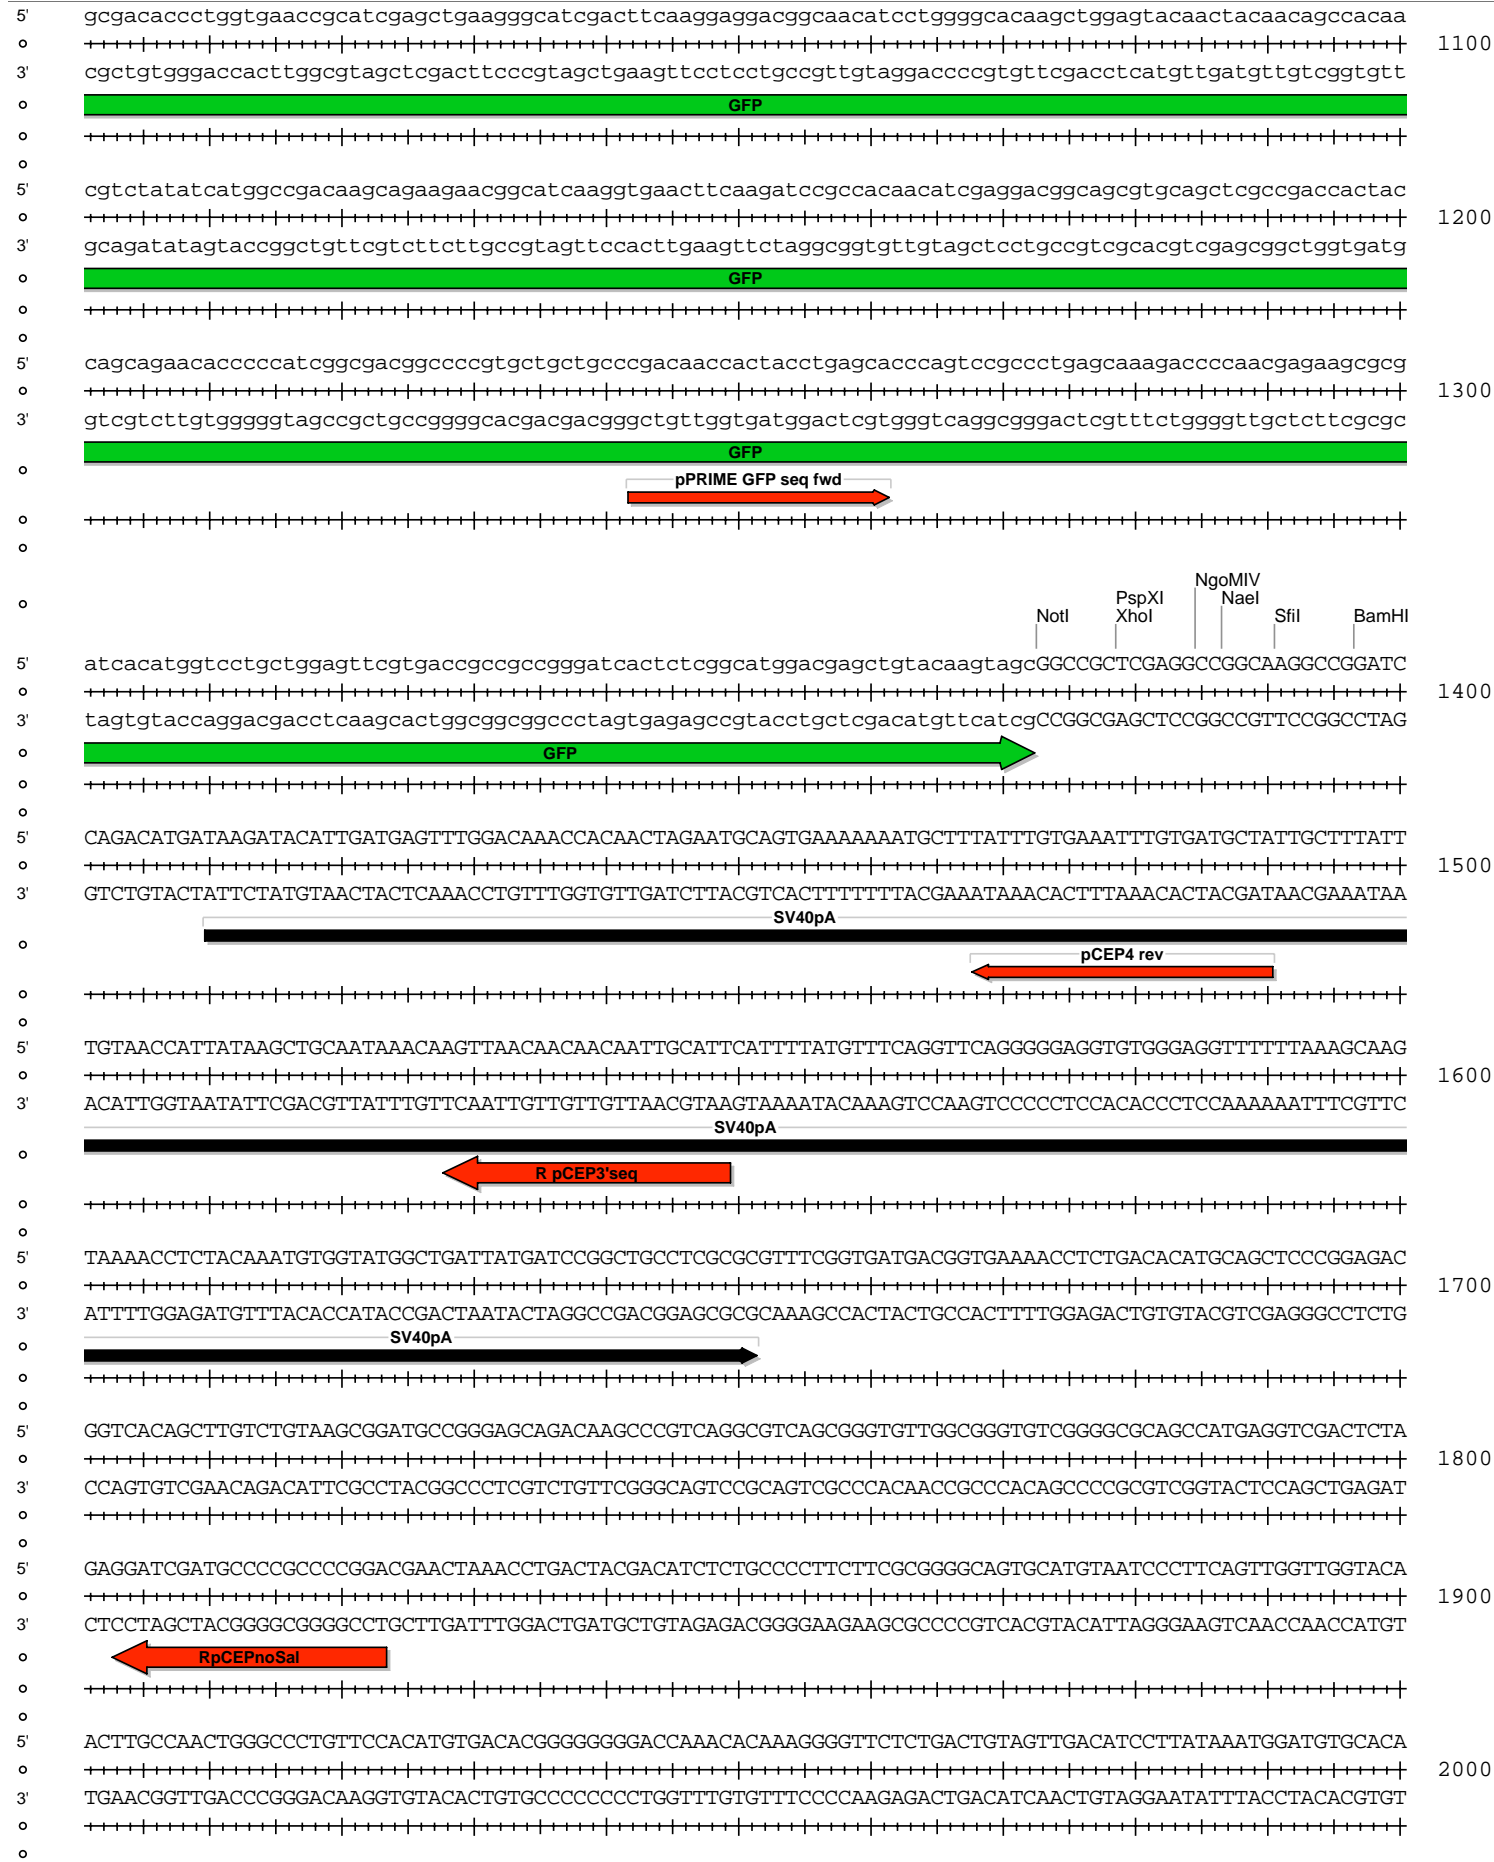 5' gcgacaccctggtgaaccgcatcgagctgaagggcatcgacttcaaggaggacggcaacatcctggggcacaagctggagtacaactacaacagccacaa
1100
3' cgctgtgggaccacttggcgtagctcgacttcccgtagctgaagttcctcctgccgttgtaggaccccgtgttcgacctcatgttgatgttgtcggtgtt
GFP
5' cgtctatatcatggccgacaagcagaagaacggcatcaaggtgaacttcaagatccgccacaacatcgaggacggcagcgtgcagctcgccgaccactac
1200
3' gcagatatagtaccggctgttcgtcttcttgccgtagttccacttgaagttctaggcggtgttgtagctcctgccgtcgcacgtcgagcggctggtgatg
GFP
5' cagcagaacacccccatcggcgacggccccgtgctgctgcccgacaaccactacctgagcacccagtccgccctgagcaaagaccccaacgagaagcgcg
1300
3' gtcgtcttgtgggggtagccgctgccggggcacgacgacgggctgttggtgatggactcgtgggtcaggcgggactcgtttctggggttgctcttcgcgc
GFP
pPRIME GFP seq fwd
NgoMIV
PspXI NaeI
NotI XhoI SfiI BamHI
5' atcacatggtcctgctggagttcgtgaccgccgccgggatcactctcggcatggacgagctgtacaagtagcGGCCGCTCGAGGCCGGCAAGGCCGGATC
1400
3' tagtgtaccaggacgacctcaagcactggcggcggccctagtgagagccgtacctgctcgacatgttcatcgCCGGCGAGCTCCGGCCGTTCCGGCCTAG
GFP
5' CAGACATGATAAGATACATTGATGAGTTTGGACAAACCACAACTAGAATGCAGTGAAAAAAATGCTTTATTTGTGAAATTTGTGATGCTATTGCTTTATT
1500
3' GTCTGTACTATTCTATGTAACTACTCAAACCTGTTTGGTGTTGATCTTACGTCACTTTTTTTACGAAATAAACACTTTAAACACTACGATAACGAAATAA
SV40pA
pCEP4 rev
5' TGTAACCATTATAAGCTGCAATAAACAAGTTAACAACAACAATTGCATTCATTTTATGTTTCAGGTTCAGGGGGAGGTGTGGGAGGTTTTTTAAAGCAAG
1600
3' ACATTGGTAATATTCGACGTTATTTGTTCAATTGTTGTTGTTAACGTAAGTAAAATACAAAGTCCAAGTCCCCCTCCACACCCTCCAAAAAATTTCGTTC
SV40pA
R pCEP3'seq
5' TAAAACCTCTACAAATGTGGTATGGCTGATTATGATCCGGCTGCCTCGCGCGTTTCGGTGATGACGGTGAAAACCTCTGACACATGCAGCTCCCGGAGAC
1700
3' ATTTTGGAGATGTTTACACCATACCGACTAATACTAGGCCGACGGAGCGCGCAAAGCCACTACTGCCACTTTTGGAGACTGTGTACGTCGAGGGCCTCTG
SV40pA
5' GGTCACAGCTTGTCTGTAAGCGGATGCCGGGAGCAGACAAGCCCGTCAGGCGTCAGCGGGTGTTGGCGGGTGTCGGGGCGCAGCCATGAGGTCGACTCTA
1800
3' CCAGTGTCGAACAGACATTCGCCTACGGCCCTCGTCTGTTCGGGCAGTCCGCAGTCGCCCACAACCGCCCACAGCCCCGCGTCGGTACTCCAGCTGAGAT
5' GAGGATCGATGCCCCGCCCCGGACGAACTAAACCTGACTACGACATCTCTGCCCCTTCTTCGCGGGGCAGTGCATGTAATCCCTTCAGTTGGTTGGTACA
1900
3' CTCCTAGCTACGGGGCGGGGCCTGCTTGATTTGGACTGATGCTGTAGAGACGGGGAAGAAGCGCCCCGTCACGTACATTAGGGAAGTCAACCAACCATGT
RpCEPnoSal
5' ACTTGCCAACTGGGCCCTGTTCCACATGTGACACGGGGGGGGACCAAACACAAAGGGGTTCTCTGACTGTAGTTGACATCCTTATAAATGGATGTGCACA
2000
3' TGAACGGTTGACCCGGGACAAGGTGTACACTGTGCCCCCCCCTGGTTTGTGTTTCCCCAAGAGACTGACATCAACTGTAGGAATATTTACCTACACGTGT